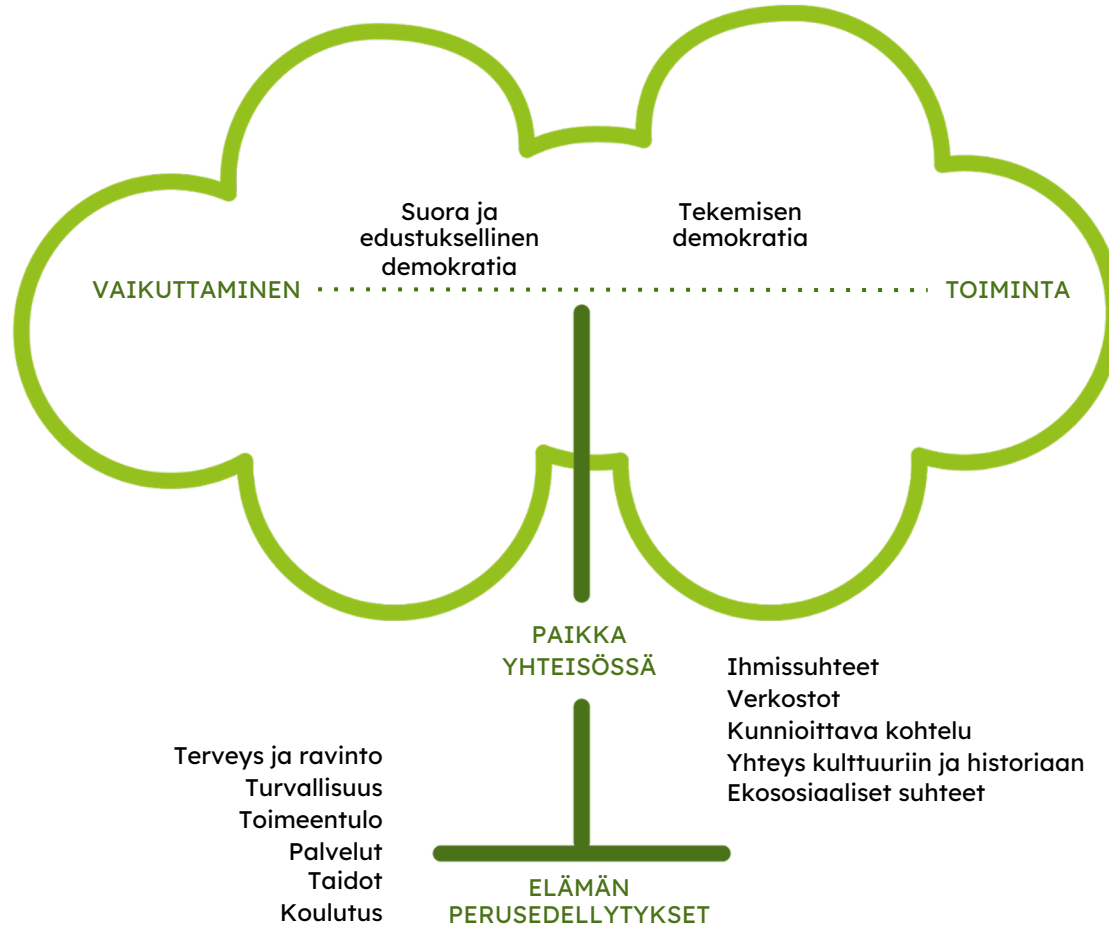 Suora ja
edustuksellinen
demokratia
Tekemisen
demokratia
VAIKUTTAMINEN
TOIMINTA
PAIKKA
YHTEISÖSSÄ
Ihmissuhteet
Verkostot
Kunnioittava kohtelu
Yhteys kulttuuriin ja historiaan
Ekososiaaliset suhteet
Terveys ja ravinto
Turvallisuus
Toimeentulo
Palvelut
Taidot
Koulutus
ELÄMÄN
PERUSEDELLYTYKSET